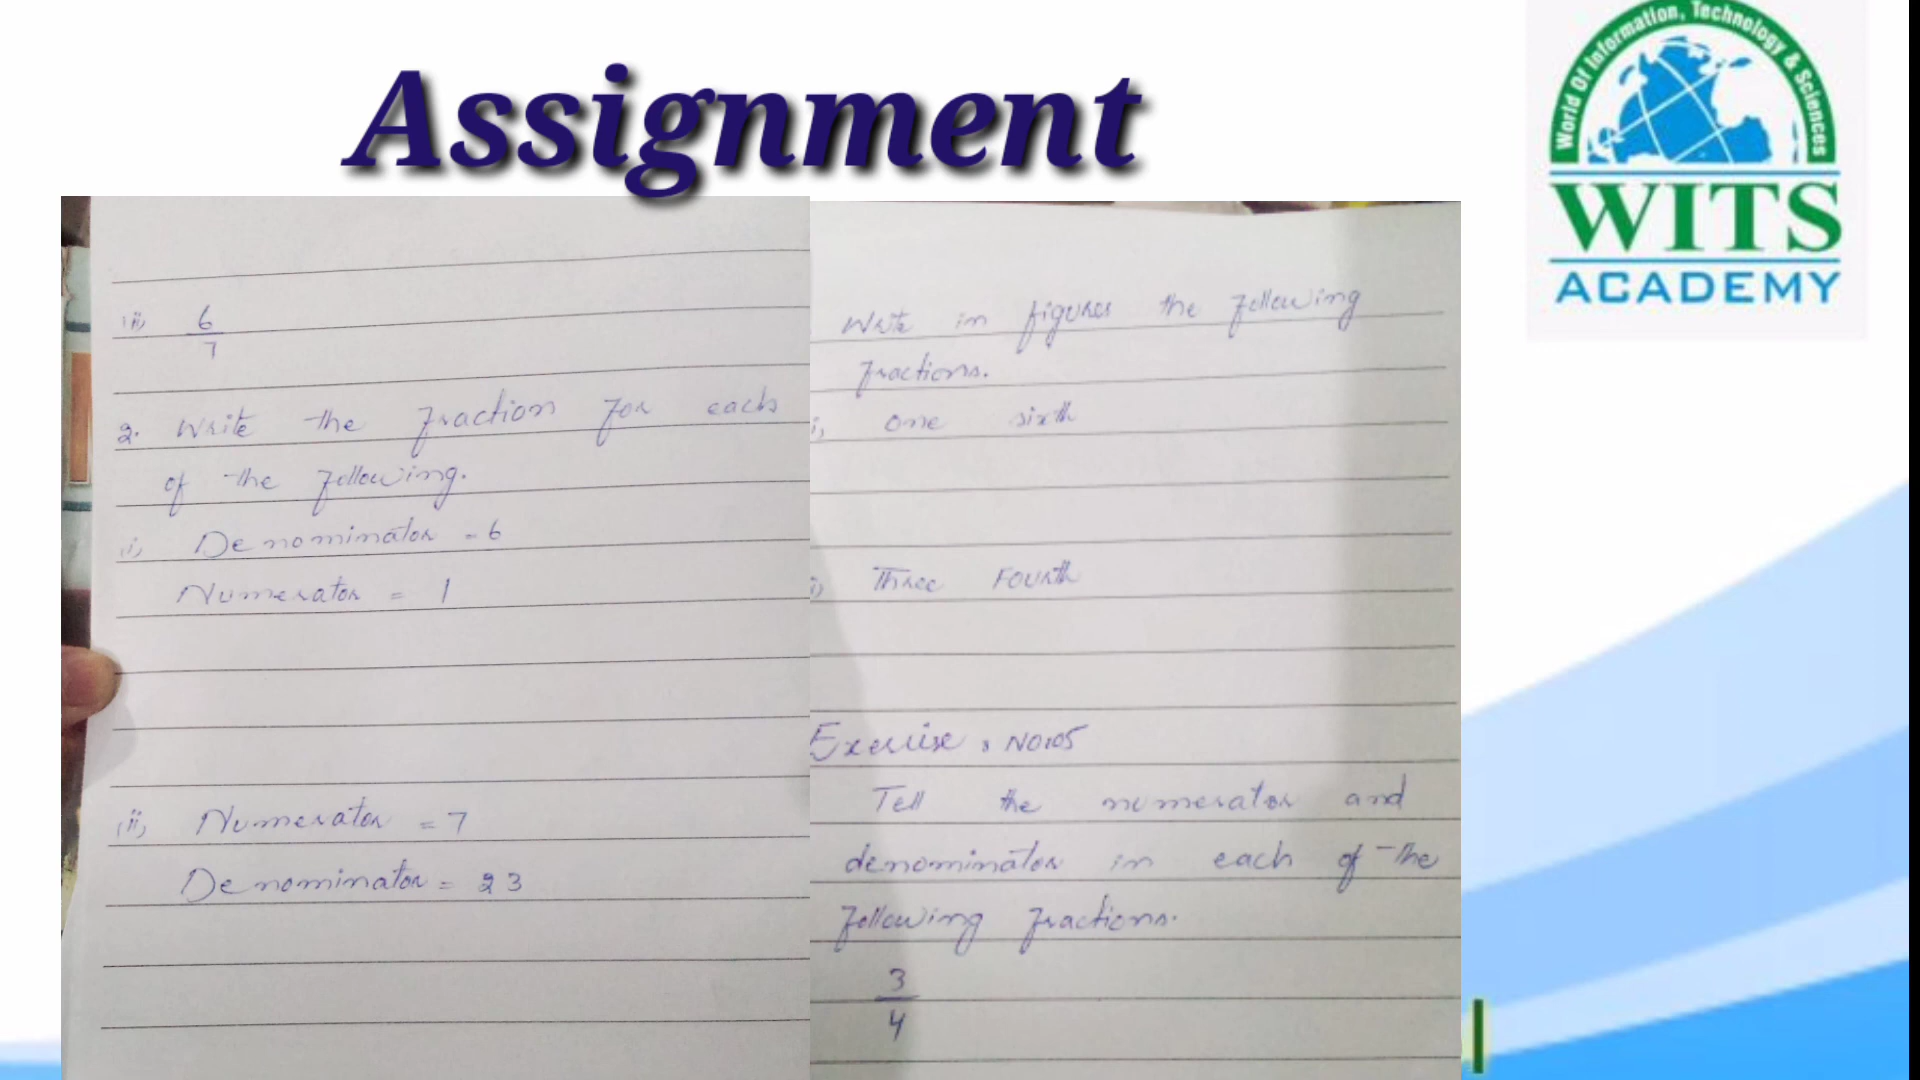 Assignment
World Of Information, Technology & Sciences
WITS
ACADEMY
(ii) 6/7
2. Write the fraction for each
of the following.
(i) Denominator = 6
Numerator = 1
(ii) Numerator = 7
Denominator = 23
Write in figures the following
fractions.
i) one sixth
i) Three Fourth
Exercise : NO:05
Tell the numerator and
denominator in each of the
following fractions.
3/4